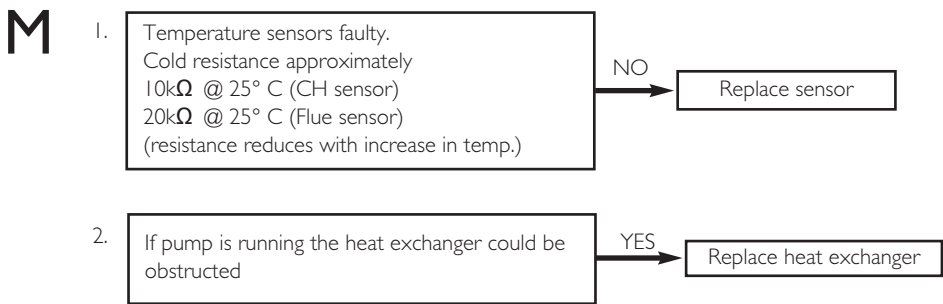 M
1. Temperature sensors faulty.
Cold resistance approximately
10kΩ @ 25° C (CH sensor)
20kΩ @ 25° C (Flue sensor)
(resistance reduces with increase in temp.)
NO
Replace sensor
2. If pump is running the heat exchanger could be
obstructed
YES
Replace heat exchanger